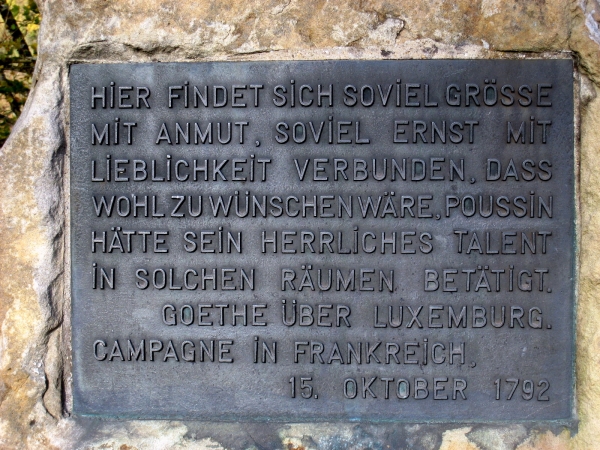 HIER FINDET SICH SOVIEL GRÖSSE
MIT ANMUT, SOVIEL ERNST MIT
LIEBLICHKEIT VERBUNDEN, DASS
WOHL ZU WÜNSCHEN WÄRE, POUSSIN
HÄTTE SEIN HERRLICHES TALENT
IN SOLCHEN RÄUMEN BETÄTIGT.
GOETHE ÜBER LUXEMBURG.
CAMPAGNE IN FRANKREICH,
15. OKTOBER 1792